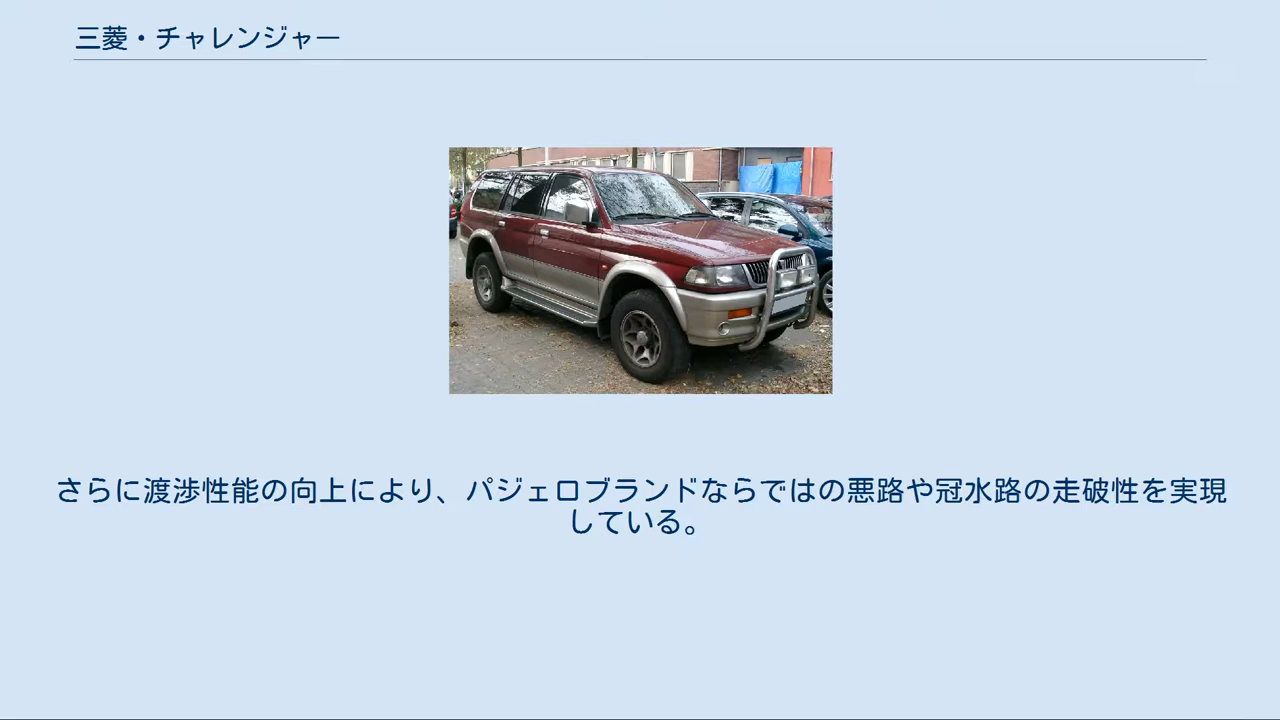 三菱・チャレンジャー
さらに渡渉性能の向上により、パジェロブランドならではの悪路や冠水路の走破性を実現
している。